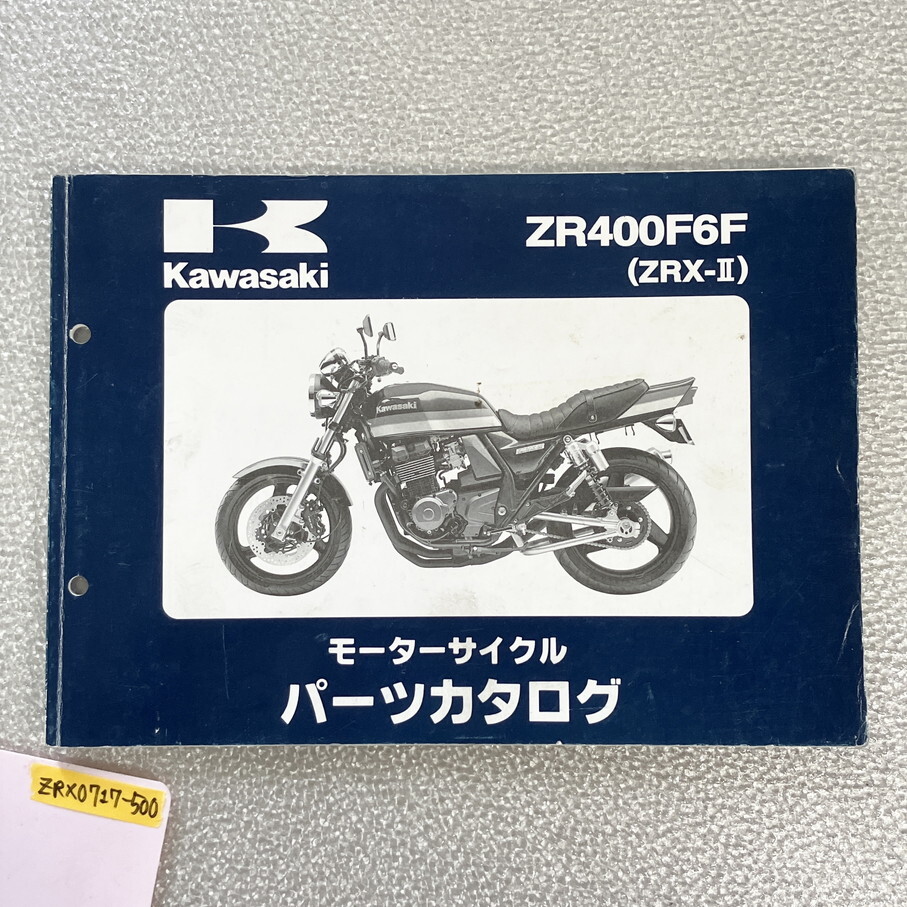 Kawasaki
ZR400F6F
(ZRX-Ⅱ)
Kawasaki
モーターサイクル
パーツカタログ
ZRX0717-500